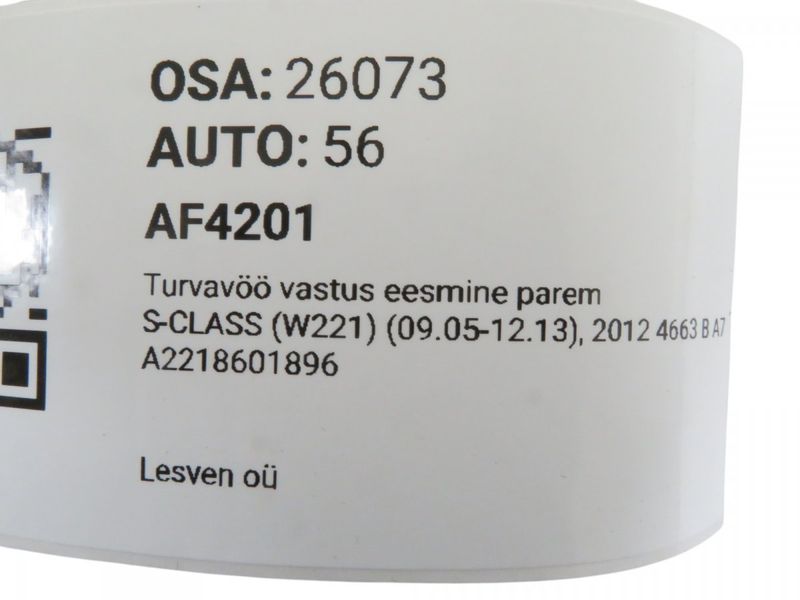 OSA: 26073
AUTO: 56
AF4201
Turvavöö vastus eesmine parem
S-CLASS (W221) (09.05-12.13), 2012 4663 B A7
A2218601896
Lesven oü